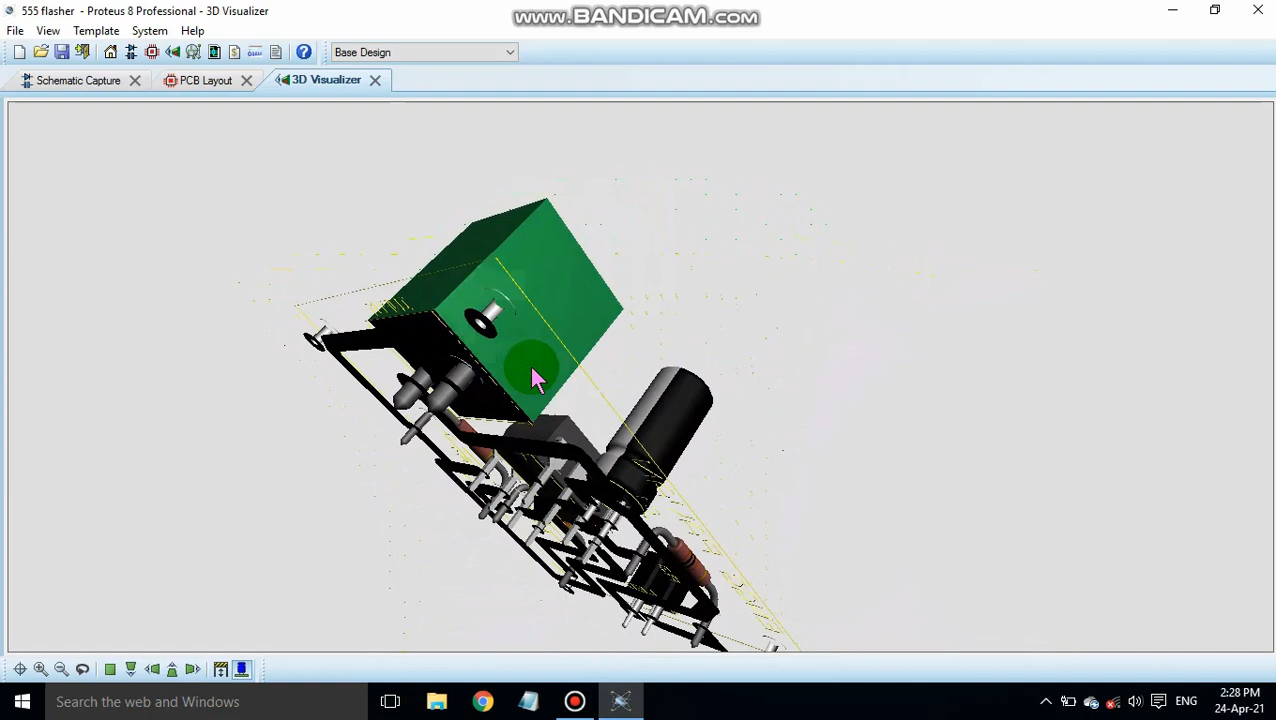 555 flasher - Proteus 8 Professional - 3D Visualizer
www.BANDICAM.com
File View Template System Help
Base Design
Schematic Capture
PCB Layout
3D Visualizer
Search the web and Windows
ENG
2:28 PM
24-Apr-21